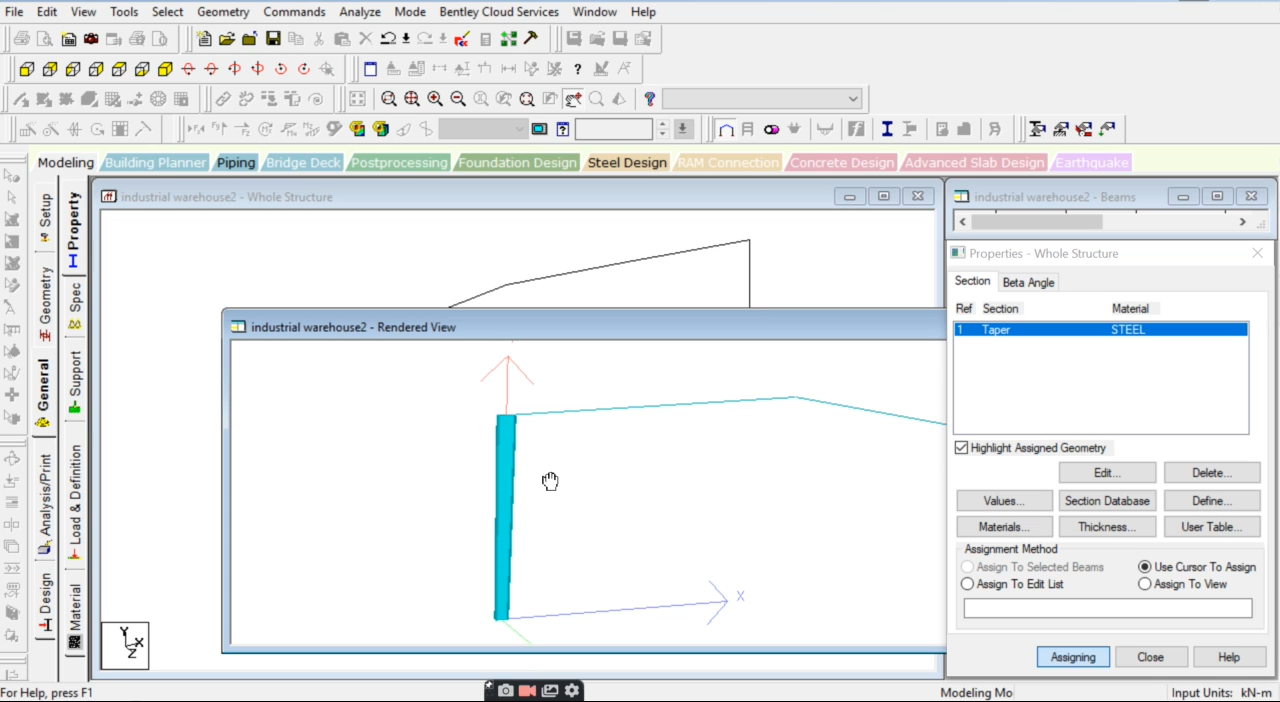 File Edit View Tools Select Geometry Commands Analyze Mode Bentley Cloud Services Window Help
Modeling Building Planner Piping Bridge Deck Postprocessing Foundation Design Steel Design RAM Connection Concrete Design Advanced Slab Design Earthquake
Setup
Geometry
General
Analysis/Print
Design
Property
Spec
Support
Load & Definition
Material
industrial warehouse2 - Whole Structure
industrial warehouse2 - Rendered View
X
Y
X
Z
industrial warehouse2 - Beams
Properties - Whole Structure
Section Beta Angle
Ref Section Material
1 Taper STEEL
Highlight Assigned Geometry
Edit... Delete...
Values... Section Database Define...
Materials... Thickness... User Table...
Assignment Method
Assign To Selected Beams Use Cursor To Assign
Assign To Edit List Assign To View
Assigning Close Help
For Help, press F1 Modeling Mo Input Units: kN-m